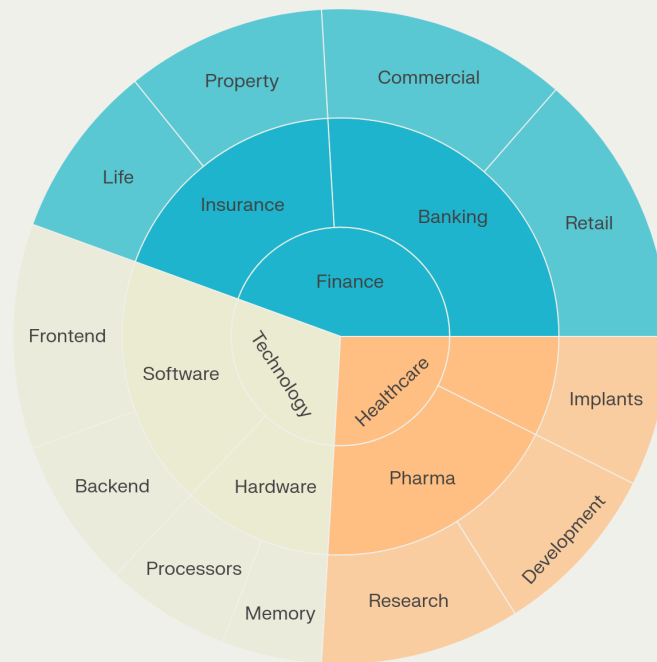 Property
Commercial
Life
Insurance
Banking
Retail
Finance
Frontend
Software
Technology
Healthcare
Implants
Backend
Hardware
Pharma
Development
Processors
Memory
Research